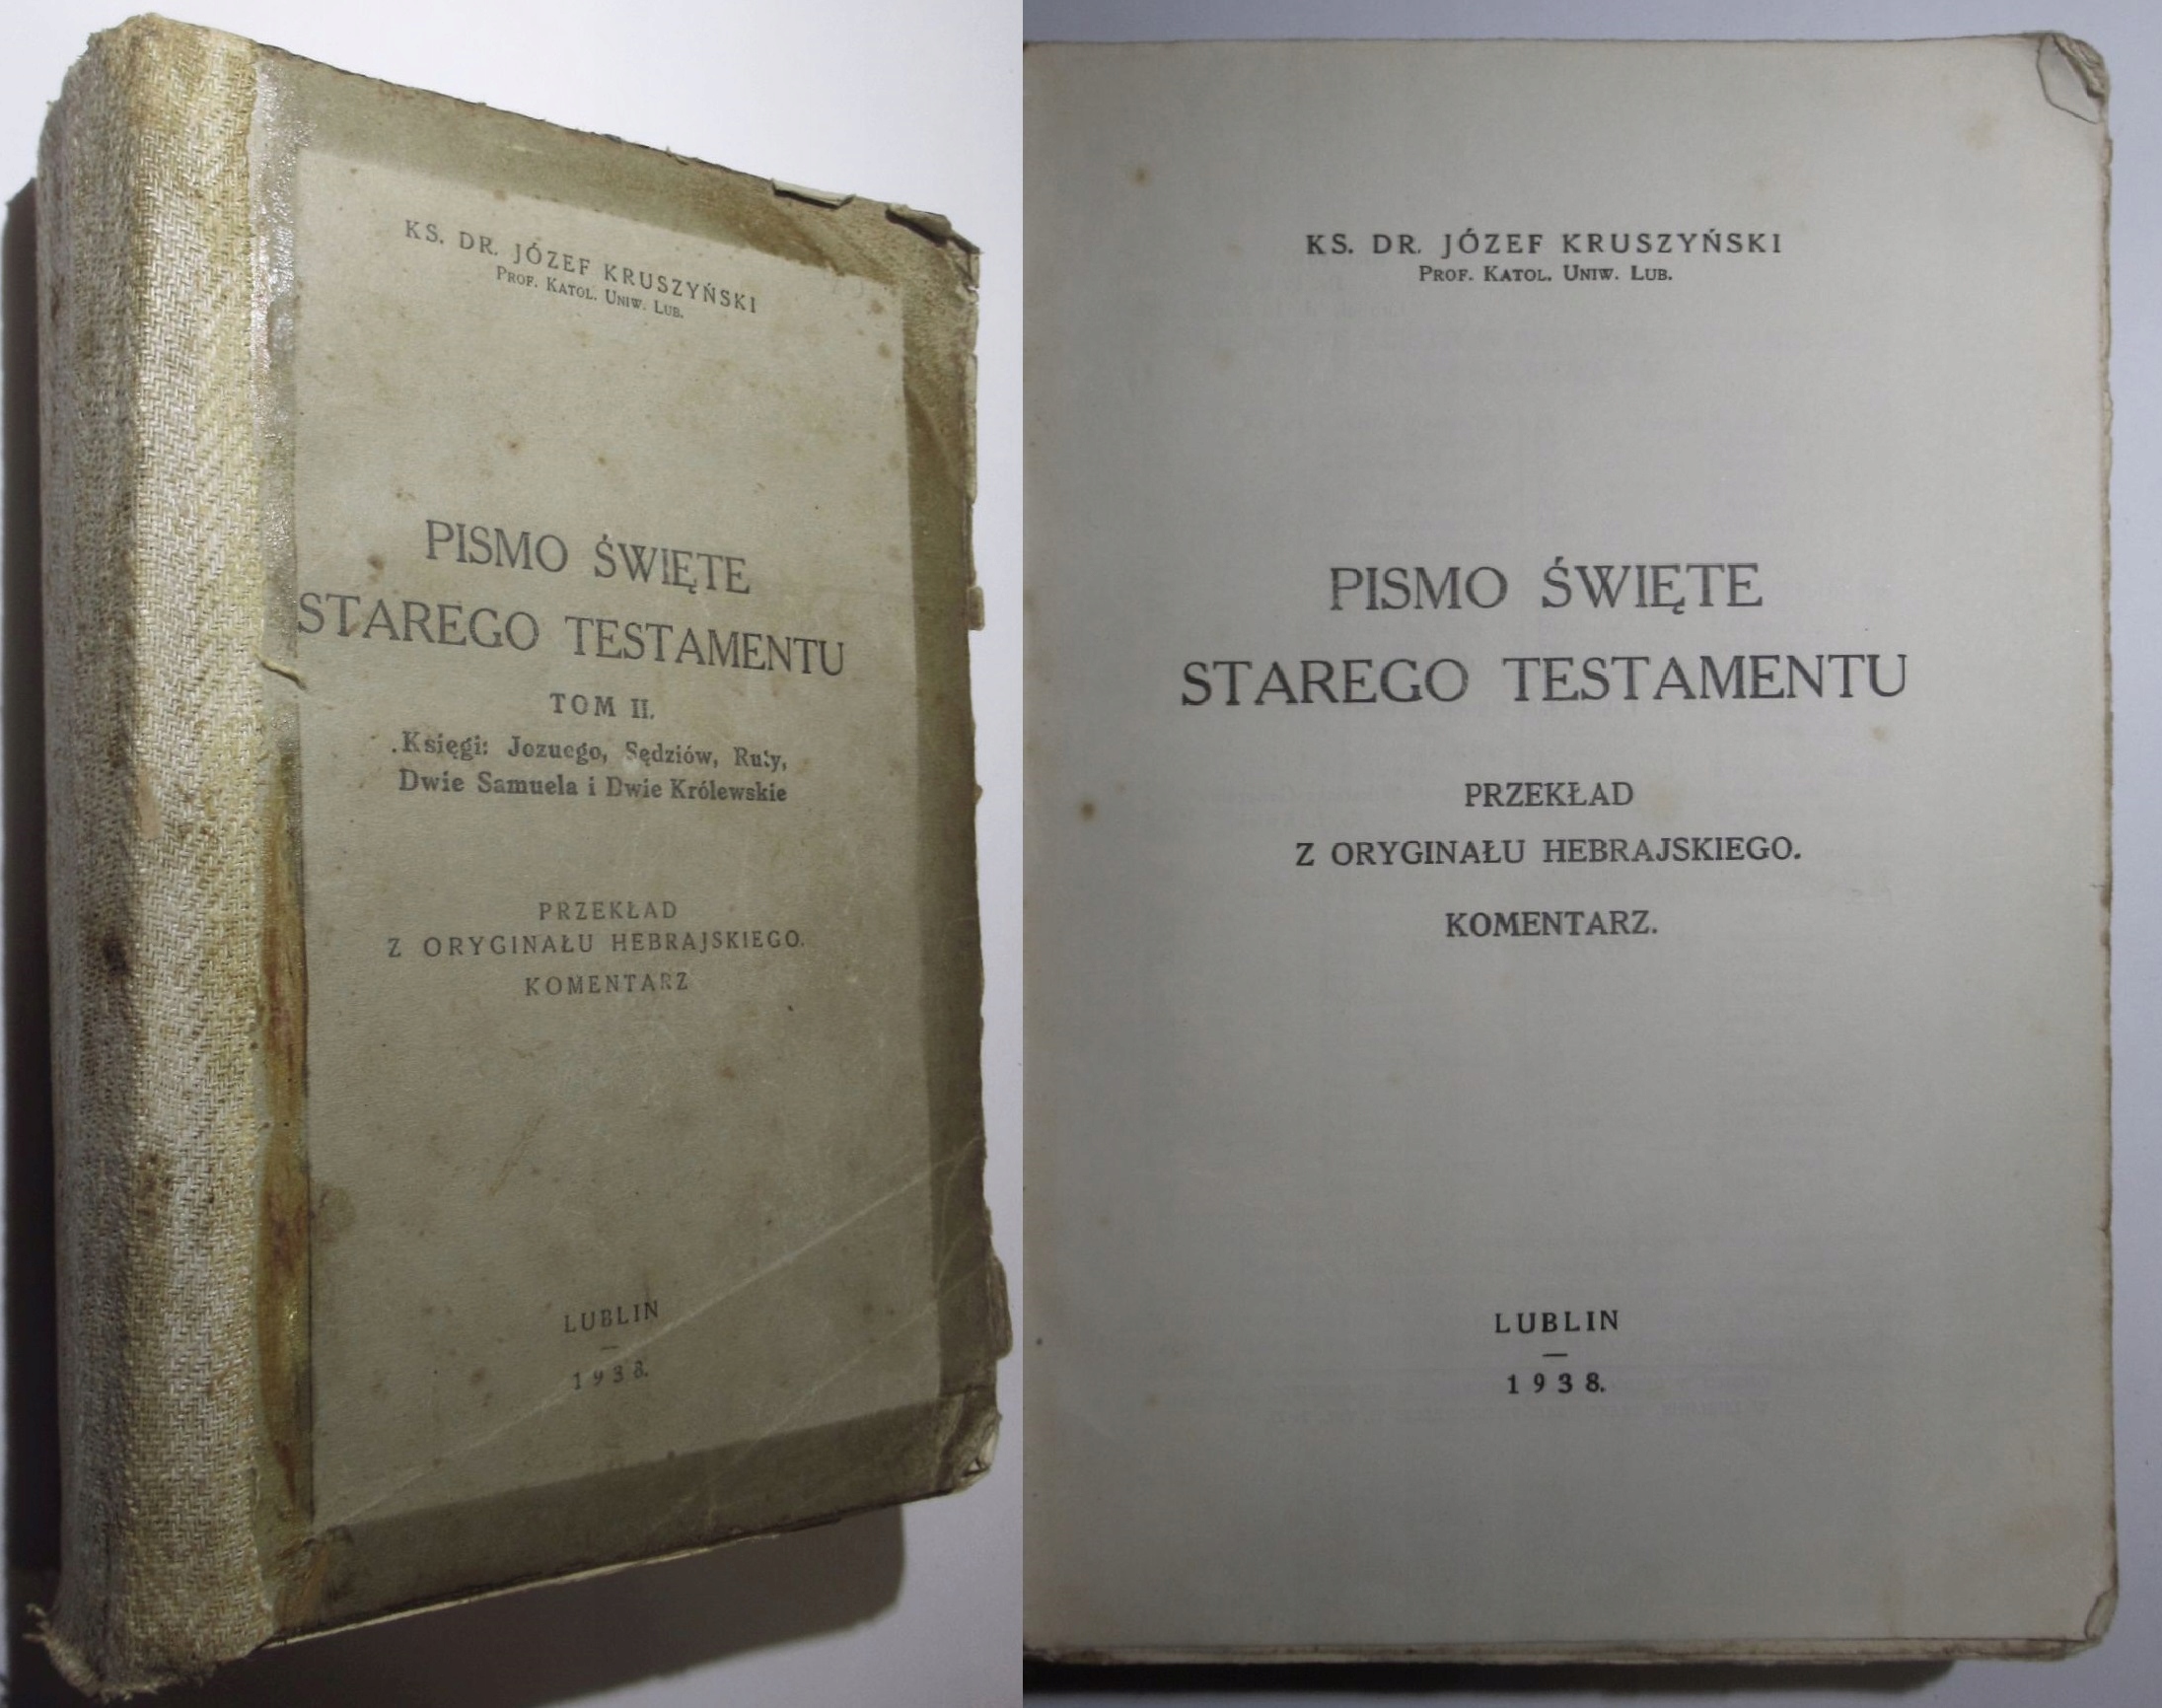 KS. DR. JÓZEF KRUSZYŃSKI
PROF. KATOL. UNIW. LUB.
PISMO ŚWIĘTE
STAREGO TESTAMENTU
TOM II.
Księgi: Jozuego, Sędziów, Ruty,
Dwie Samuela i Dwie Królewskie
PRZEKŁAD
Z ORYGINAŁU HEBRAJSKIEGO.
KOMENTARZ
LUBLIN
1938.
KS. DR. JÓZEF KRUSZYŃSKI
PROF. KATOL. UNIW. LUB.
PISMO ŚWIĘTE
STAREGO TESTAMENTU
PRZEKŁAD
Z ORYGINAŁU HEBRAJSKIEGO.
KOMENTARZ.
LUBLIN
1938.